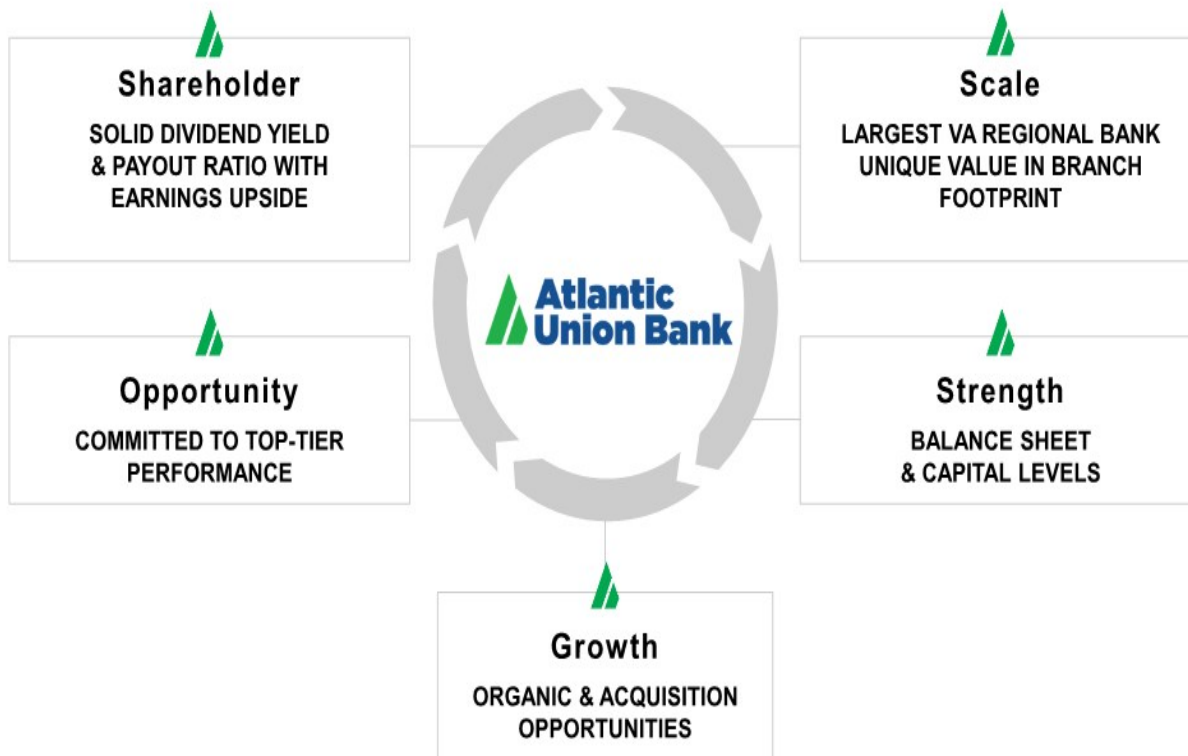 Shareholder
SOLID DIVIDEND YIELD
& PAYOUT RATIO WITH
EARNINGS UPSIDE
Scale
LARGEST VA REGIONAL BANK
UNIQUE VALUE IN BRANCH
FOOTPRINT
Atlantic
Union Bank
Opportunity
COMMITTED TO TOP-TIER
PERFORMANCE
Strength
BALANCE SHEET
& CAPITAL LEVELS
Growth
ORGANIC & ACQUISITION
OPPORTUNITIES